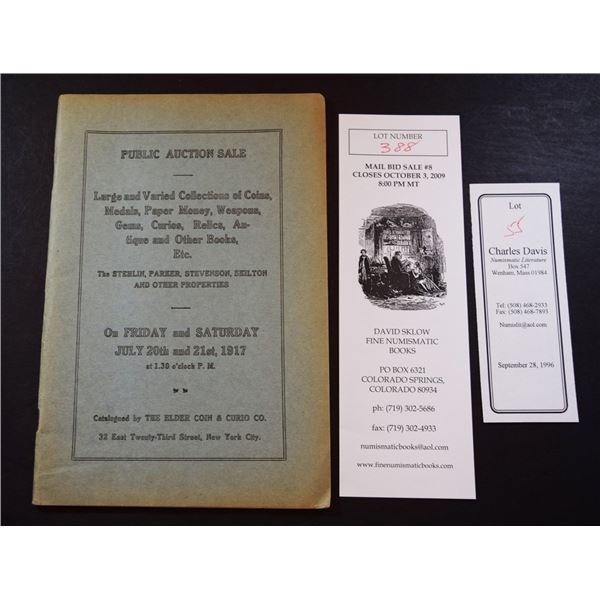 PUBLIC AUCTION SALE
Large and Varied Collections of Coins,
Medals, Paper Money, Weapons,
Gems, Curios, Relics, An-
tique and Other Books,
Etc.
The STEHLIN, PARKER, STEVENSON, SKILTON
AND OTHER PROPERTIES
On FRIDAY and SATURDAY
JULY 20th and 21st, 1917
at 1.30 o'clock P. M.
Catalogued by THE ELDER COIN & CURIO CO.
32 East Twenty-Third Street, New York City.
LOT NUMBER
388
MAIL BID SALE #8
CLOSES OCTOBER 3, 2009
8:00 PM MT
DAVID SKLOW
FINE NUMISMATIC
BOOKS
PO BOX 6321
COLORADO SPRINGS,
COLORADO 80934
ph: (719) 302-5686
fax: (719) 302-4933
numismaticbooks@aol.com
www.finenumismaticbooks.com
Lot
55
Charles Davis
Numismatic Literature
Box 547
Wenham, Mass 01984
Tel: (508) 468-2933
Fax: (508) 468-7893
Numislit@aol.com
September 28, 1996